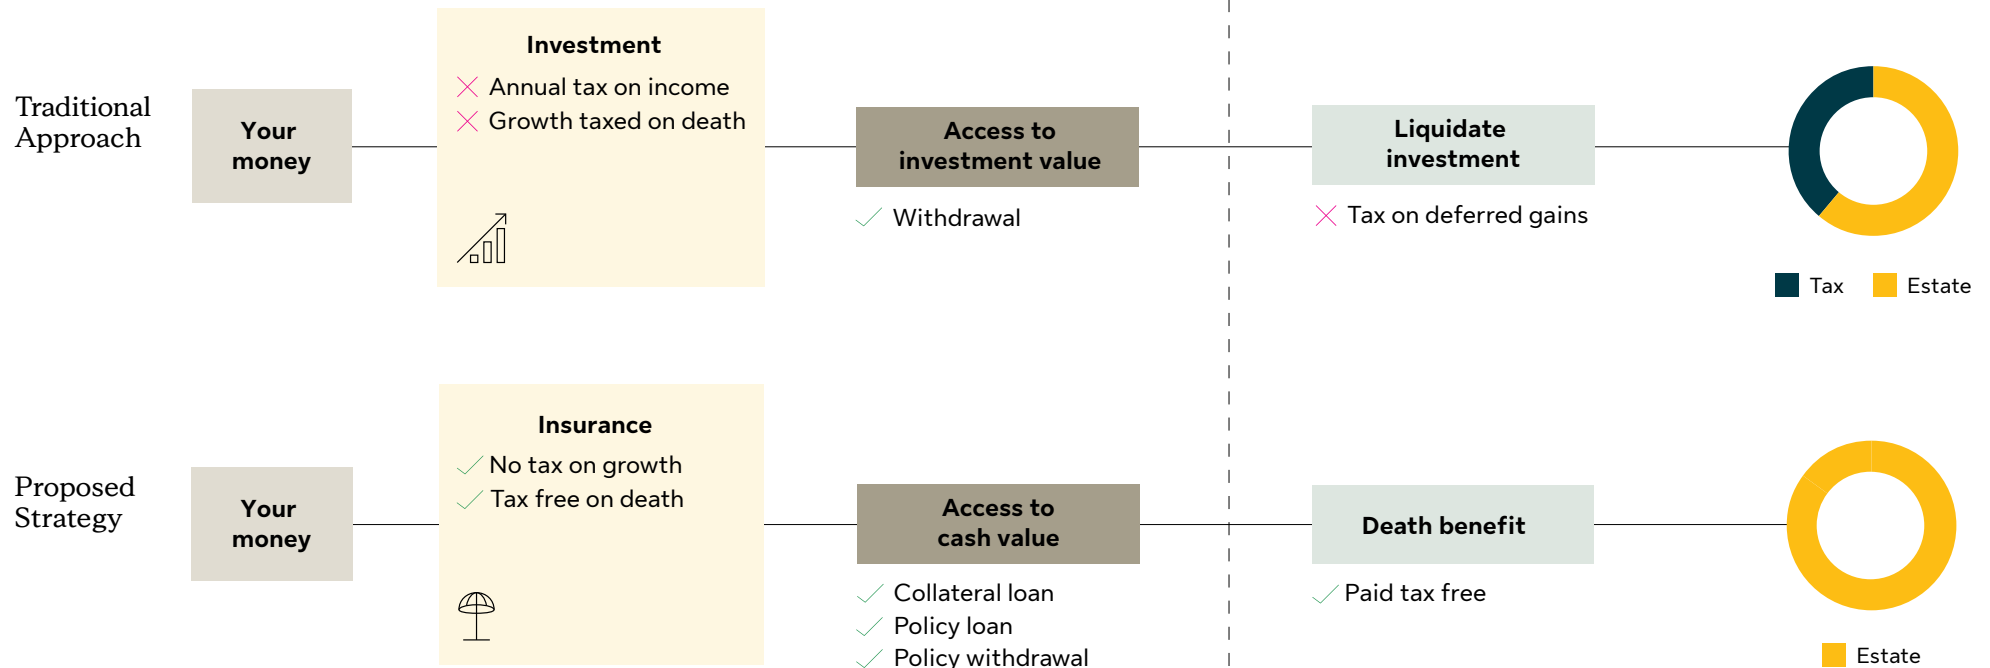 Traditional
Approach
Your
money
Investment
Annual tax on income
Growth taxed on death
Access to
investment value
Withdrawal
Liquidate
investment
Tax on deferred gains
Tax
Estate
Proposed
Strategy
Your
money
Insurance
No tax on growth
Tax free on death
Access to
cash value
Collateral loan
Policy loan
Policy withdrawal
Death benefit
Paid tax free
Estate